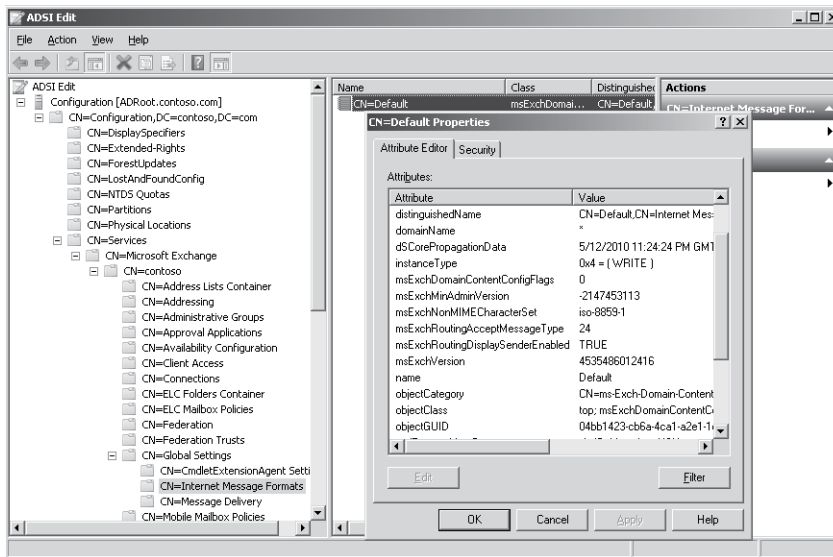 ADSI Edit
File Action View Help
ADSI Edit
Configuration [ADRoot.contoso.com]
CN=Configuration,DC=contoso,DC=com
CN=DisplaySpecifiers
CN=Extended-Rights
CN=ForestUpdates
CN=LostAndFoundConfig
CN=NTDS Quotas
CN=Partitions
CN=Physical Locations
CN=Services
CN=Microsoft Exchange
CN=contoso
CN=Address Lists Container
CN=Addressing
CN=Administrative Groups
CN=Approval Applications
CN=Availability Configuration
CN=Client Access
CN=Connections
CN=ELC Folders Container
CN=ELC Mailbox Policies
CN=Federation
CN=Federation Trusts
CN=Global Settings
CN=CmdletExtensionAgent Setti
CN=Internet Message Formats
CN=Message Delivery
CN=Mobile Mailbox Policies
Name Class Distinguishe
CN=Default msExchDomai... CN=Default,
Actions
CN=Internet Message For...
CN=Default Properties
Attribute Editor Security
Attributes:
Attribute Value
distinguishedName CN=Default,CN=Internet Mes
domainName *
dSCorePropagationData 5/12/2010 11:24:24 PM GMT
instanceType 0x4 = ( WRITE )
msExchDomainContentConfigFlags 0
msExchMinAdminVersion -2147453113
msExchNonMIMECharacterSet iso-8859-1
msExchRoutingAcceptMessageType 24
msExchRoutingDisplaySenderEnabled TRUE
msExchVersion 4535486012416
name Default
objectCategory CN=ms-Exch-Domain-Content
objectClass top; msExchDomainContentCo
objectGUID 04bb1423-cb6a-4ca1-a2e1-1
Edit Filter
OK Cancel Apply Help